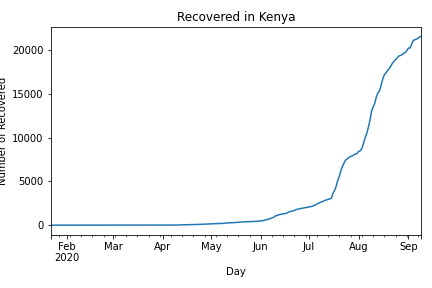 Recovered in Kenya
Number of Recovered
20000
15000
10000
5000
0
Feb Mar Apr May Jun Jul Aug Sep
2020
Day